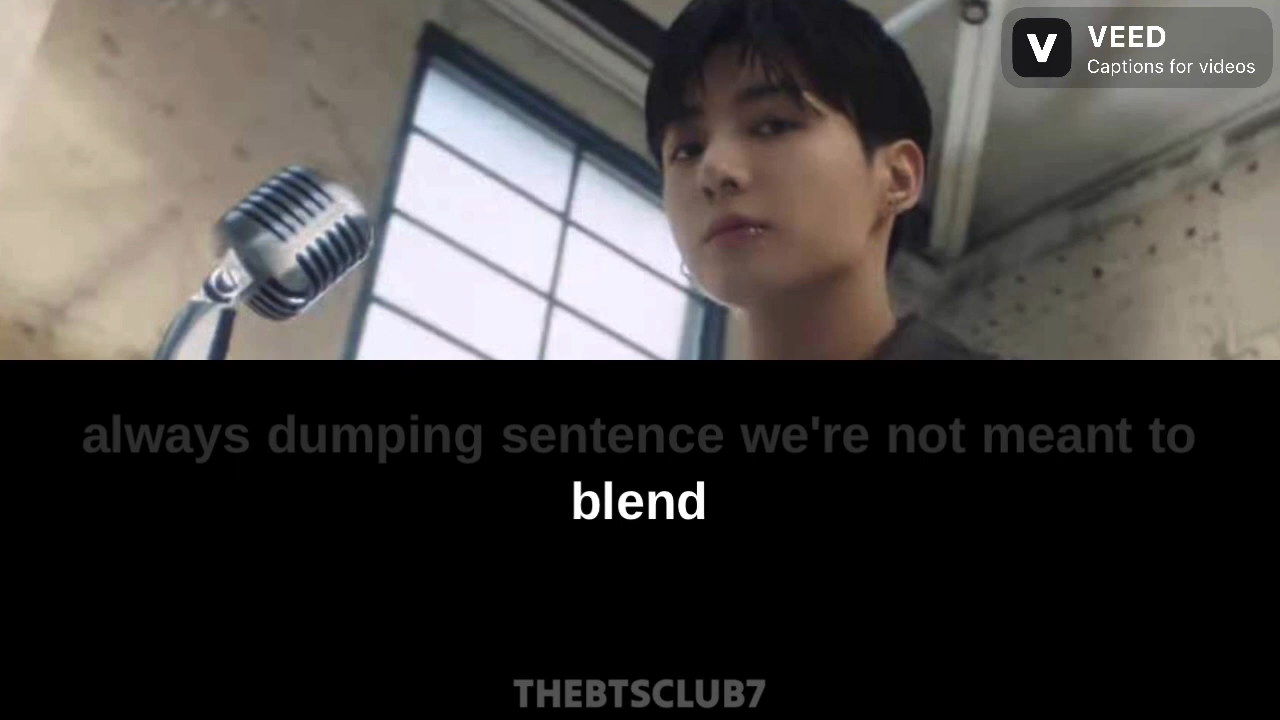 VEED
Captions for videos
always dumping sentence we're not meant to
blend
THEBTSCLUB7